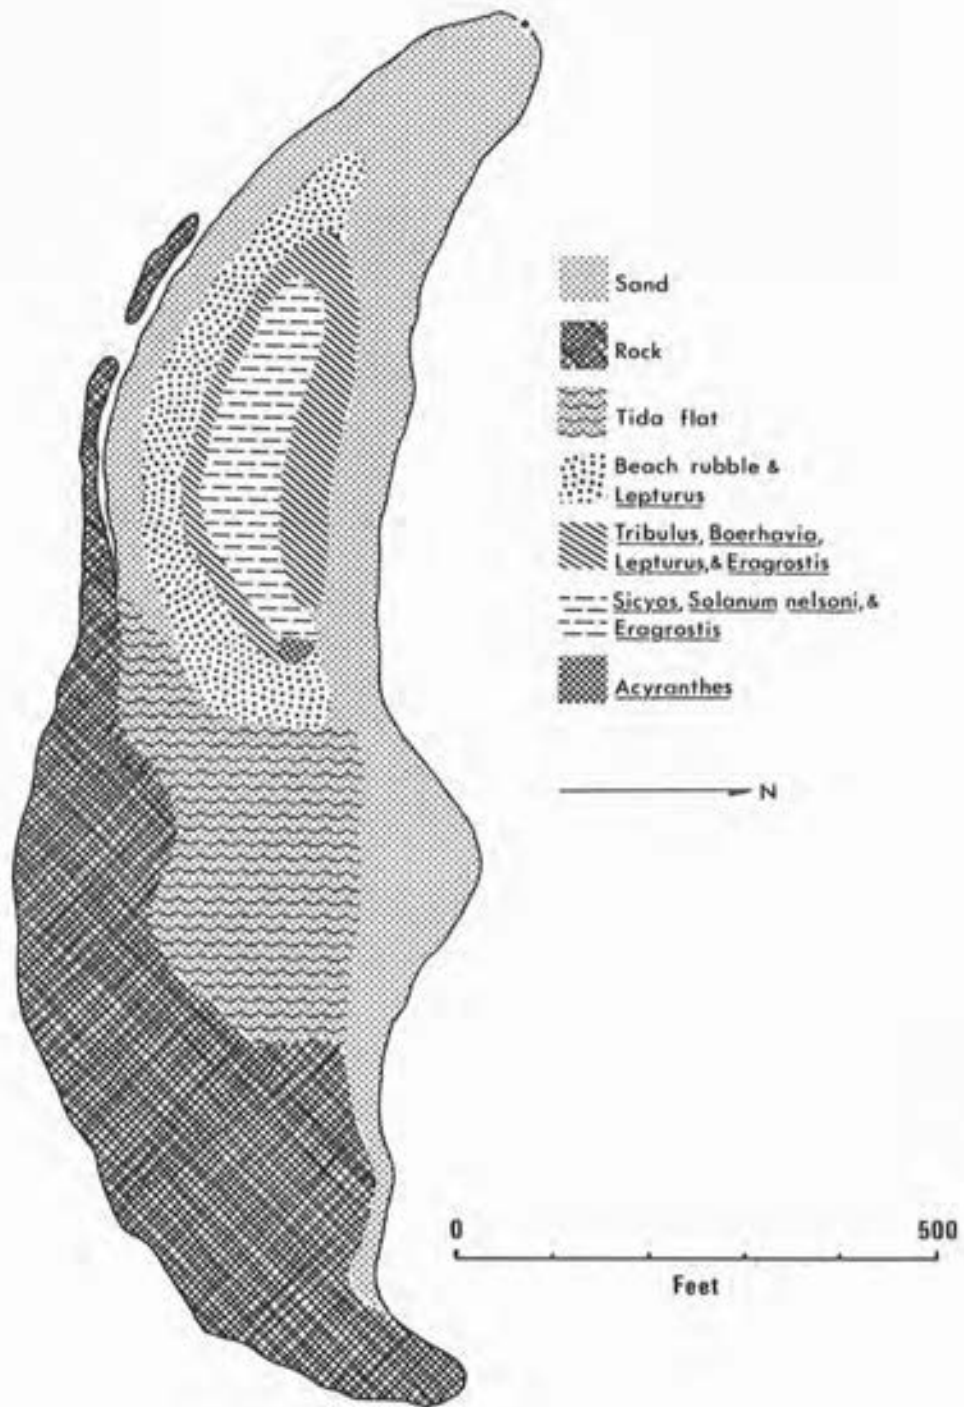 Sand
Rock
Tida flat
Beach rubble &
Lepturus
Tribulus, Boerhavia,
Lepturus, & Eragrostis
Sicyos, Solanum nelsoni, &
Eragrostis
Acyranthes
N
0 500
Feet